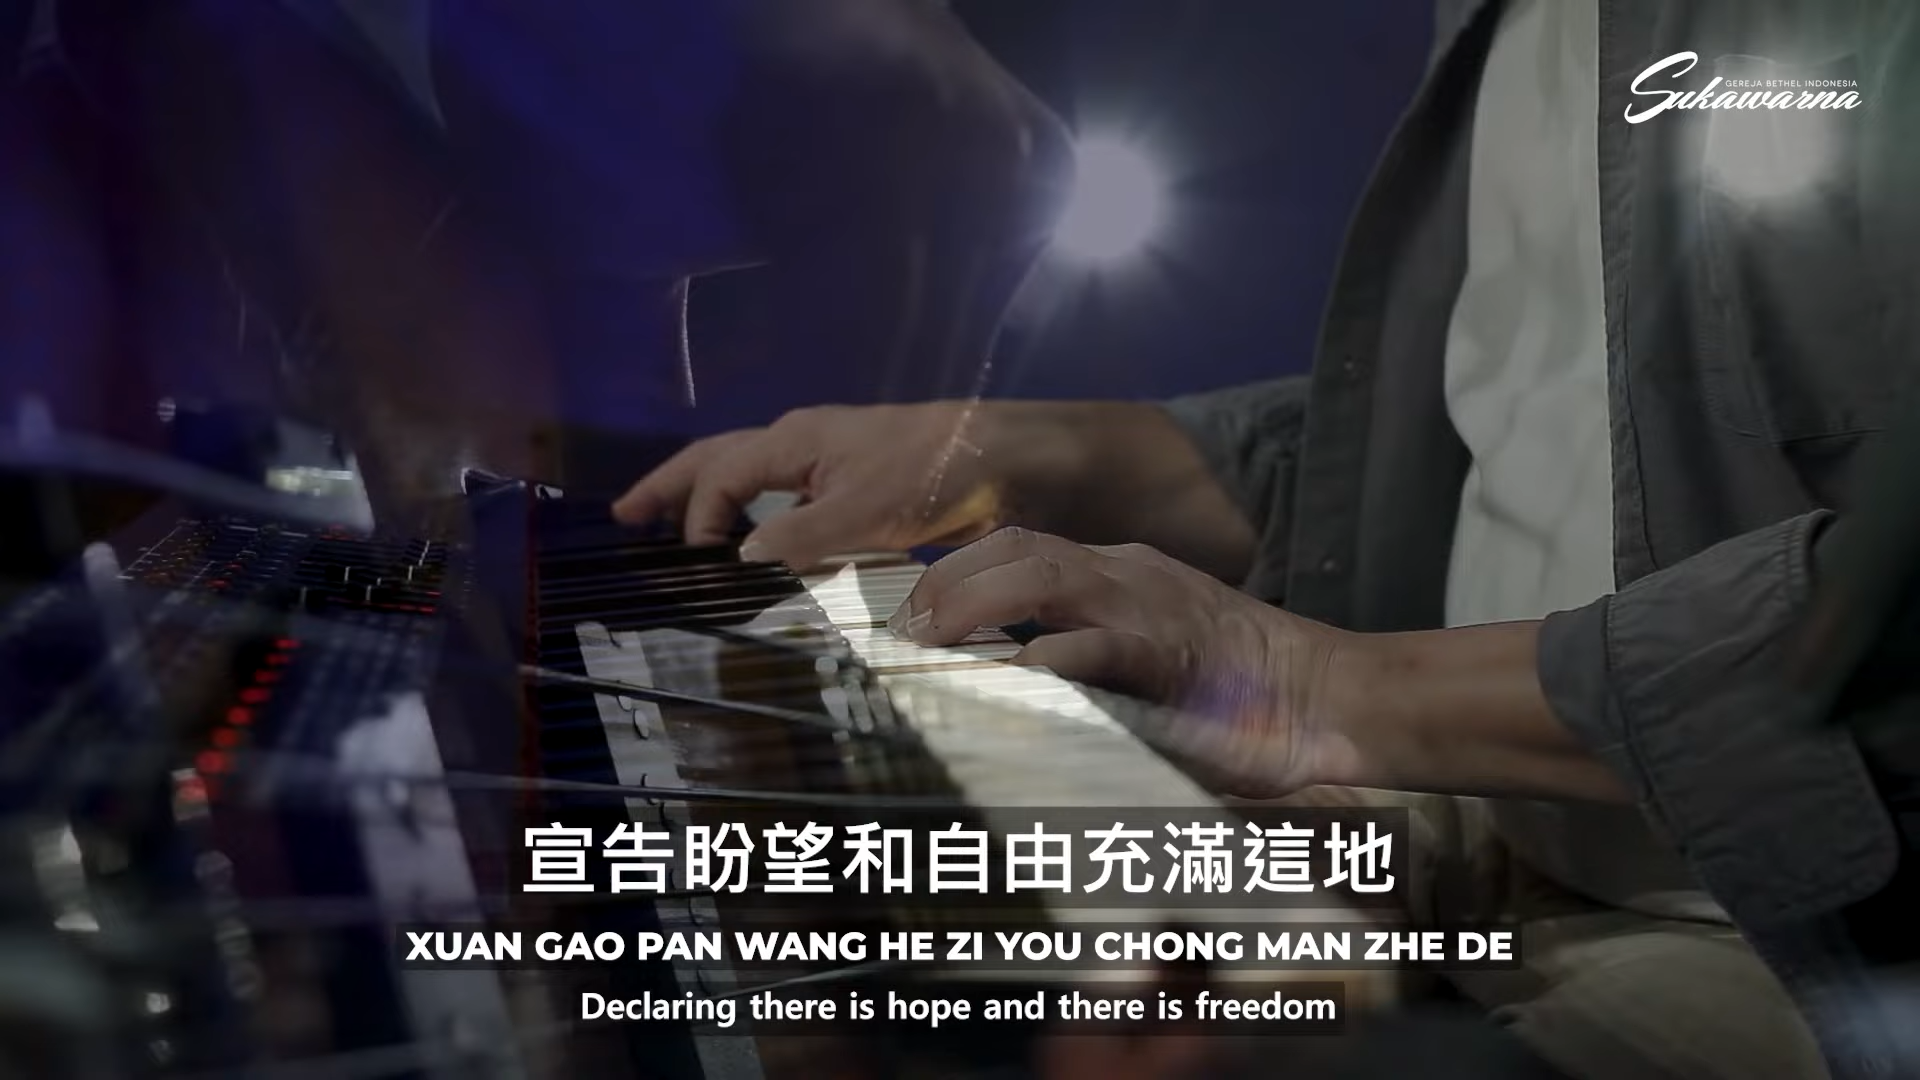 GEREJA BETHEL INDONESIA
Sukawarna
宣告盼望和自由充滿這地
XUAN GAO PAN WANG HE ZI YOU CHONG MAN ZHE DE
Declaring there is hope and there is freedom